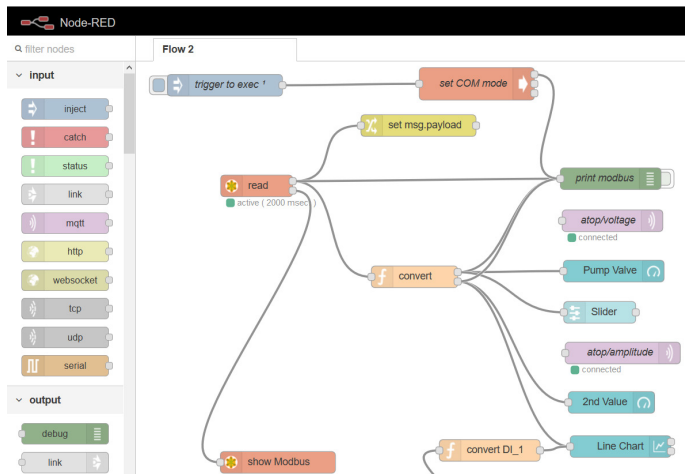 Node-RED
filter nodes
Flow 2
input
inject
catch
status
link
mqtt
http
websocket
tcp
udp
serial
output
debug
link
trigger to exec ¹
set COM mode
set msg.payload
read
active ( 2000 msec. )
print modbus
atop/voltage
connected
convert
Pump Valve
Slider
atop/amplitude
connected
2nd Value
convert DI_1
Line Chart
show Modbus